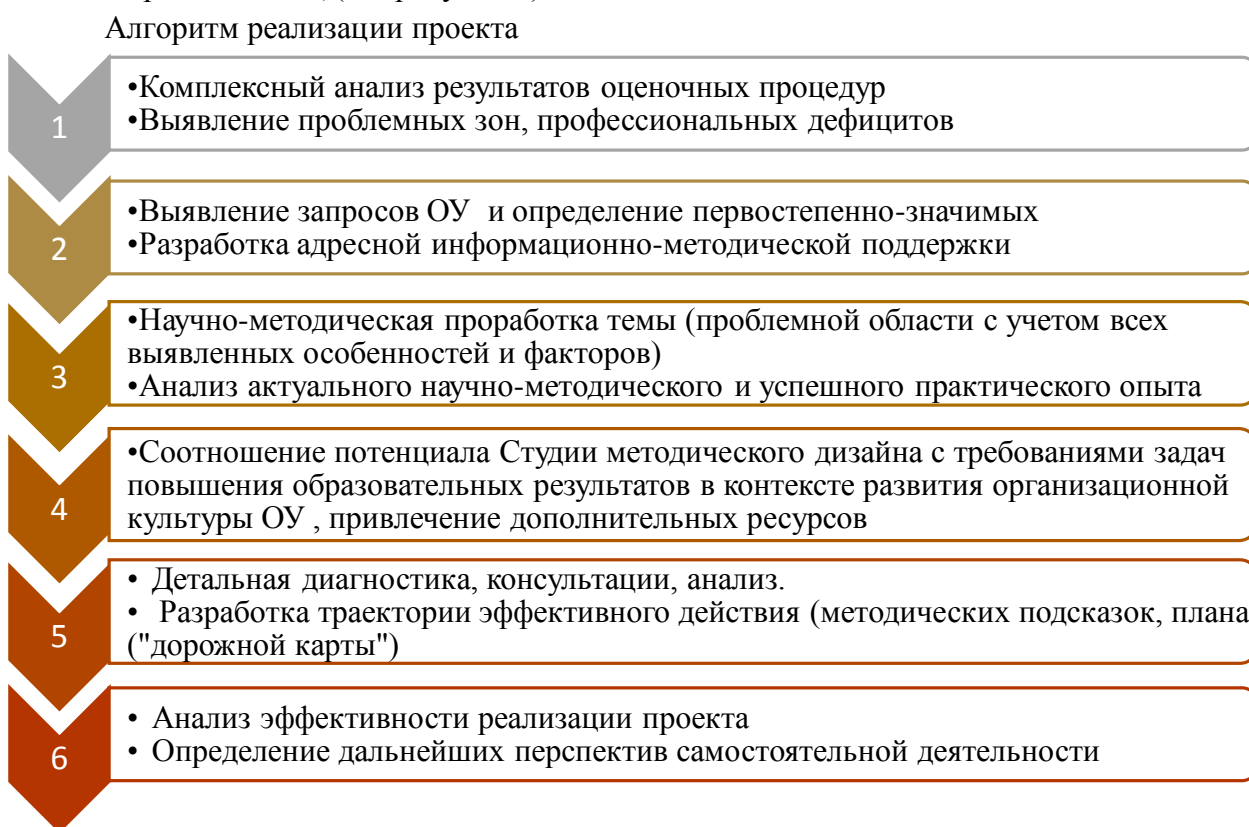 Алгоритм реализации проекта
1
•Комплексный анализ результатов оценочных процедур
•Выявление проблемных зон, профессиональных дефицитов
2
•Выявление запросов ОУ и определение первостепенно-значимых
•Разработка адресной информационно-методической поддержки
3
•Научно-методическая проработка темы (проблемной области с учетом всех
выявленных особенностей и факторов)
•Анализ актуального научно-методического и успешного практического опыта
4
•Соотношение потенциала Студии методического дизайна с требованиями задач
повышения образовательных результатов в контексте развития организационной
культуры ОУ , привлечение дополнительных ресурсов
5
• Детальная диагностика, консультации, анализ.
• Разработка траектории эффективного действия (методических подсказок, плана
("дорожной карты")
6
• Анализ эффективности реализации проекта
• Определение дальнейших перспектив самостоятельной деятельности